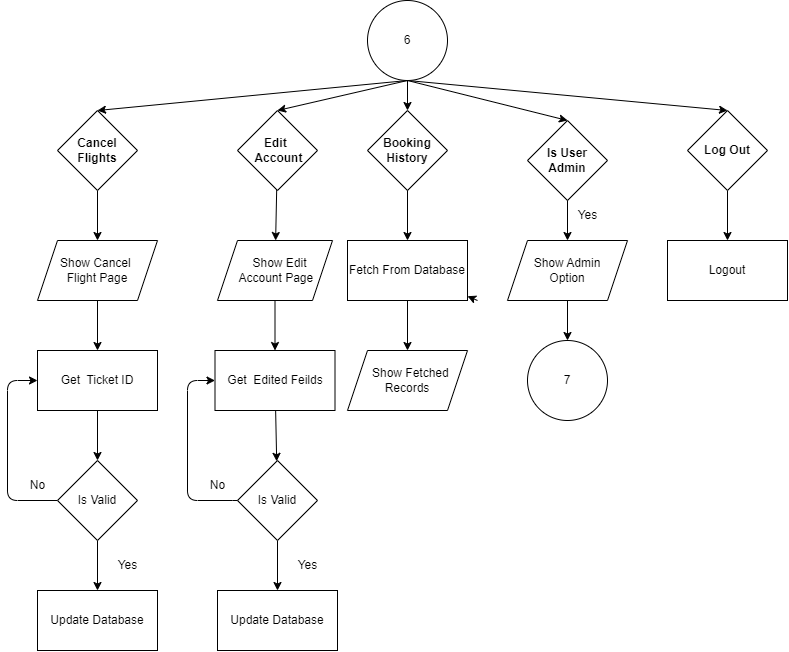 6
Cancel
Flights
Edit
Account
Booking
History
Is User
Admin
Log Out
Yes
Show Cancel
Flight Page
Show Edit
Account Page
Fetch From Database
Show Admin
Option
Logout
Get Ticket ID
Get Edited Feilds
Show Fetched
Records
7
No
Is Valid
No
Is Valid
Yes
Yes
Update Database
Update Database